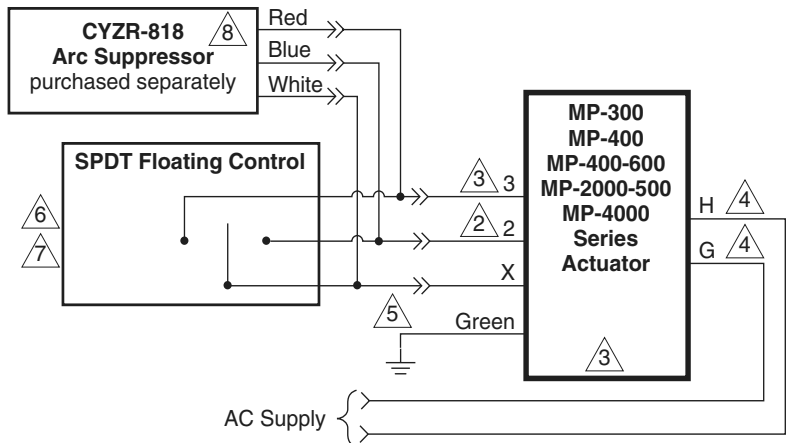 CYZR-818
8
Arc Suppressor
purchased separately
Red
Blue
White
SPDT Floating Control
6
7
3
3
2
2
X
5
Green
MP-300
MP-400
MP-400-600
MP-2000-500
MP-4000
Series
Actuator
3
H
4
G
4
AC Supply